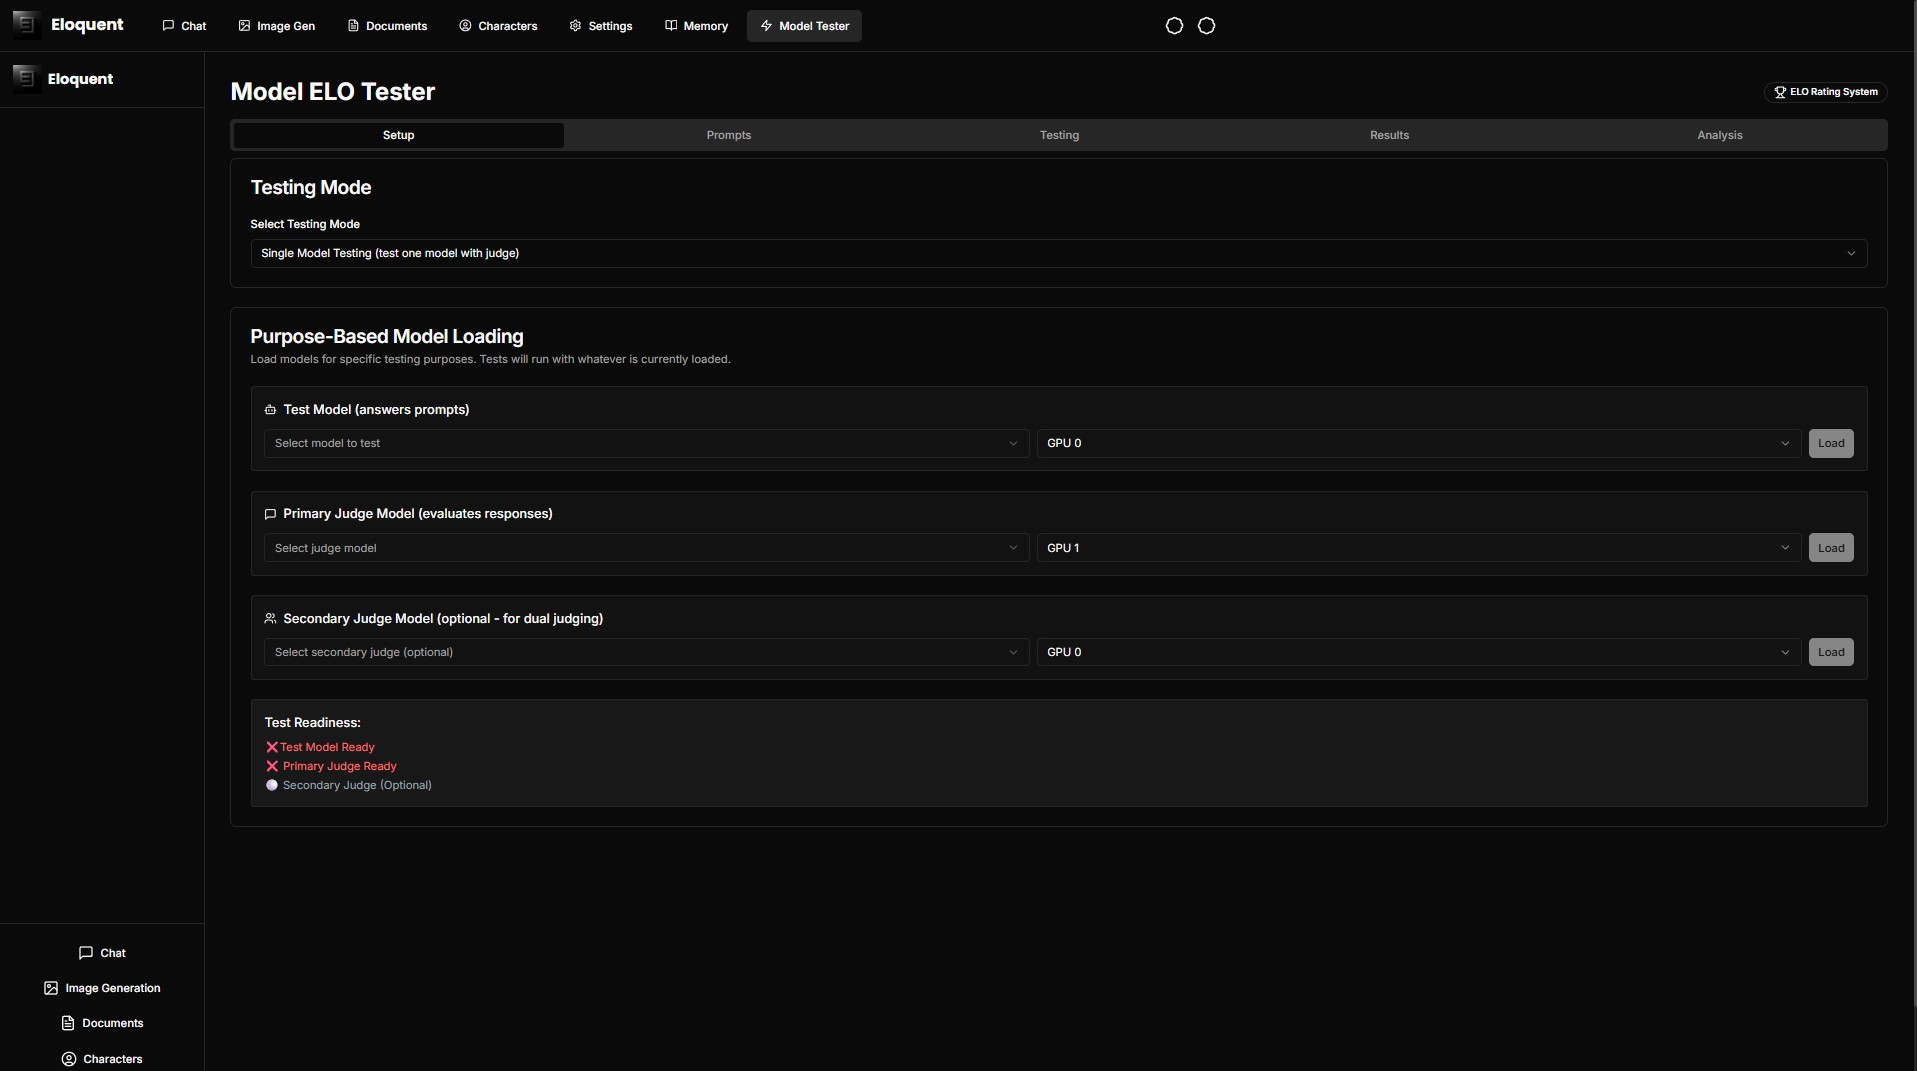 Eloquent
Chat
Image Gen
Documents
Characters
Settings
Memory
Model Tester
Eloquent
Model ELO Tester
ELO Rating System
Setup
Prompts
Testing
Results
Analysis
Testing Mode
Select Testing Mode
Single Model Testing (test one model with judge)
Purpose-Based Model Loading
Load models for specific testing purposes. Tests will run with whatever is currently loaded.
Test Model (answers prompts)
Select model to test
GPU 0
Load
Primary Judge Model (evaluates responses)
Select judge model
GPU 1
Load
Secondary Judge Model (optional - for dual judging)
Select secondary judge (optional)
GPU 0
Load
Test Readiness:
❌ Test Model Ready
❌ Primary Judge Ready
⚪ Secondary Judge (Optional)
Chat
Image Generation
Documents
Characters